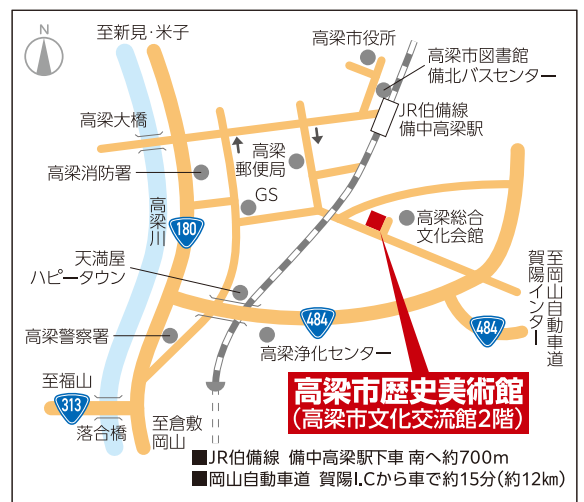 N
至新見・米子
高梁市役所
高梁市図書館
備北バスセンター
高梁大橋
JR伯備線
備中高梁駅
高梁
郵便局
高梁消防署
GS
高梁川
180
高梁総合
文化会館
天満屋
ハピータウン
至岡山自動車道
賀陽インター
484
484
高梁警察署
高梁浄化センター
至福山
313
落合橋
至倉敷
岡山
高梁市歴史美術館
(高梁市文化交流館2階)
■JR伯備線 備中高梁駅下車 南へ約700m
■岡山自動車道 賀陽I.Cから車で約15分(約12km)